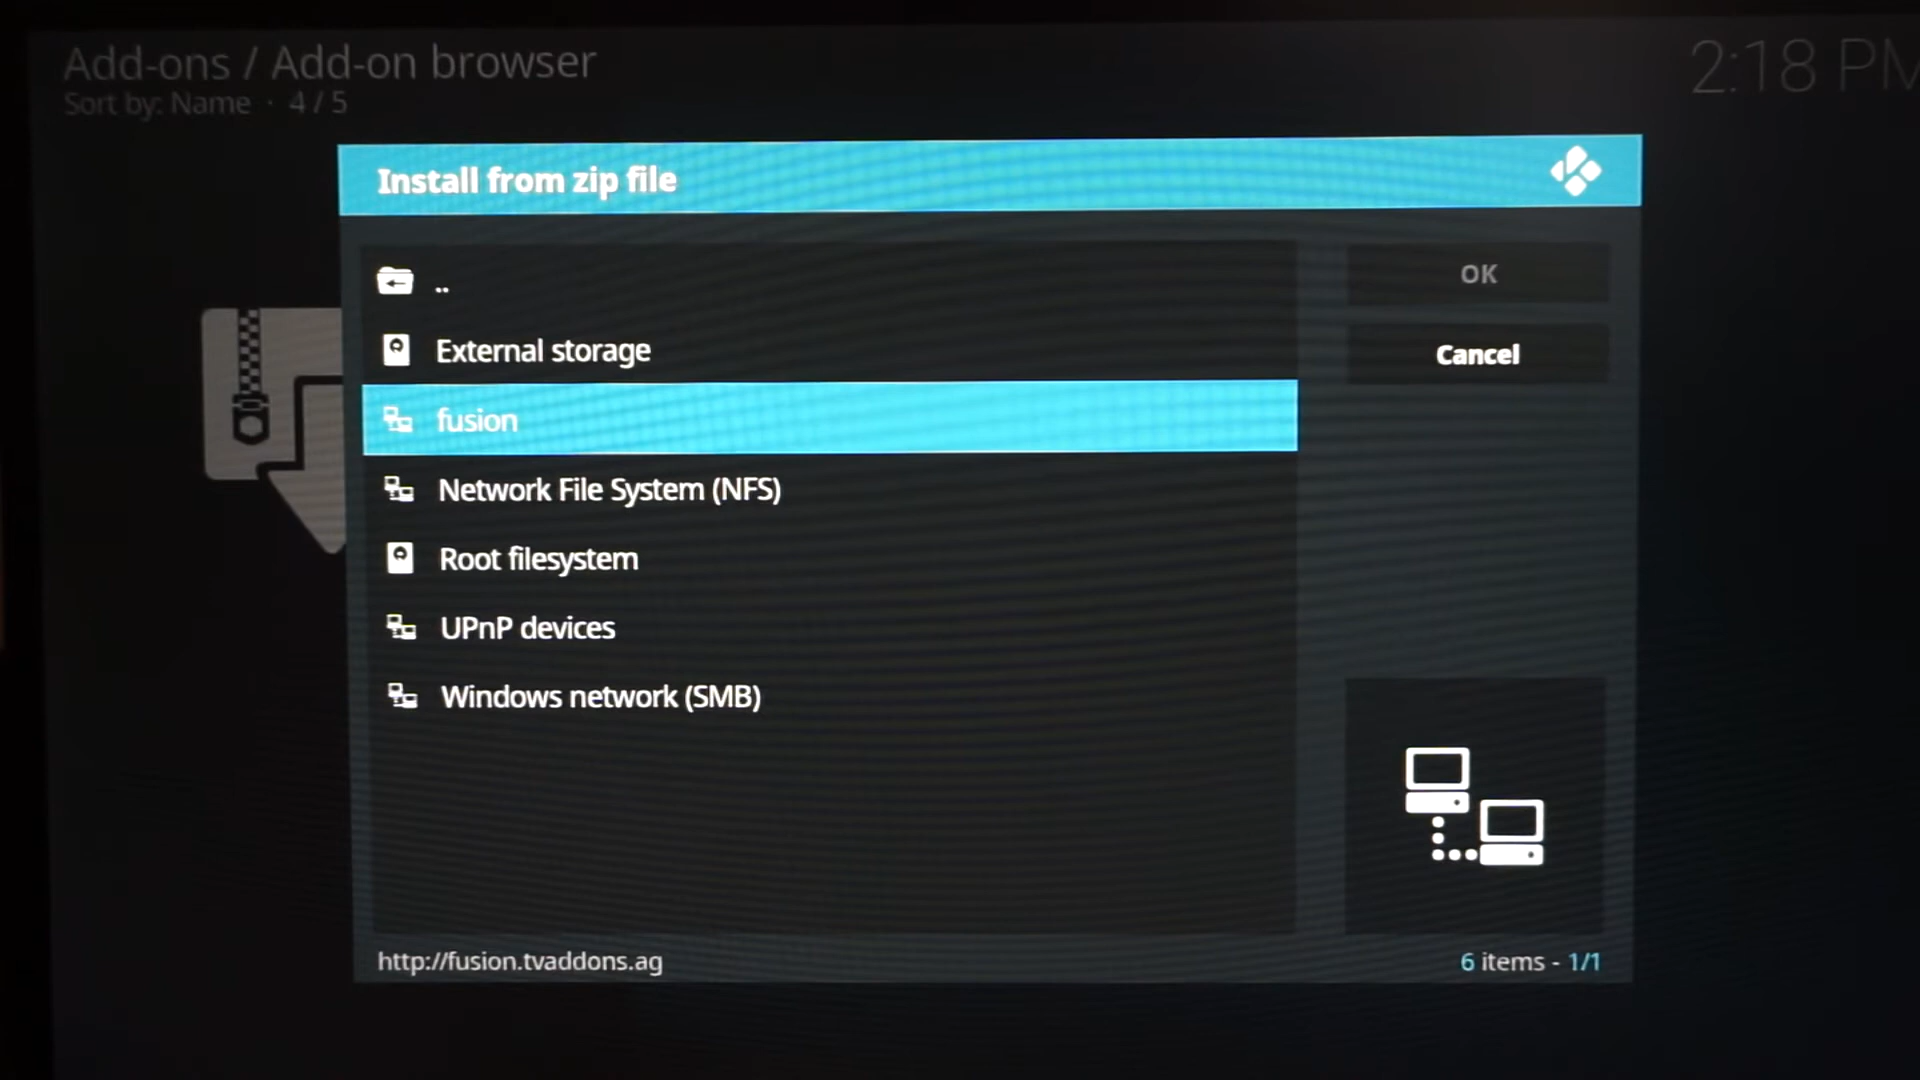 Add-ons / Add-on browser
Sort by: Name · 4 / 5
2:18 PM
Install from zip file
..
External storage
fusion
Network File System (NFS)
Root filesystem
UPnP devices
Windows network (SMB)
OK
Cancel
http://fusion.tvaddons.ag
6 items - 1/1